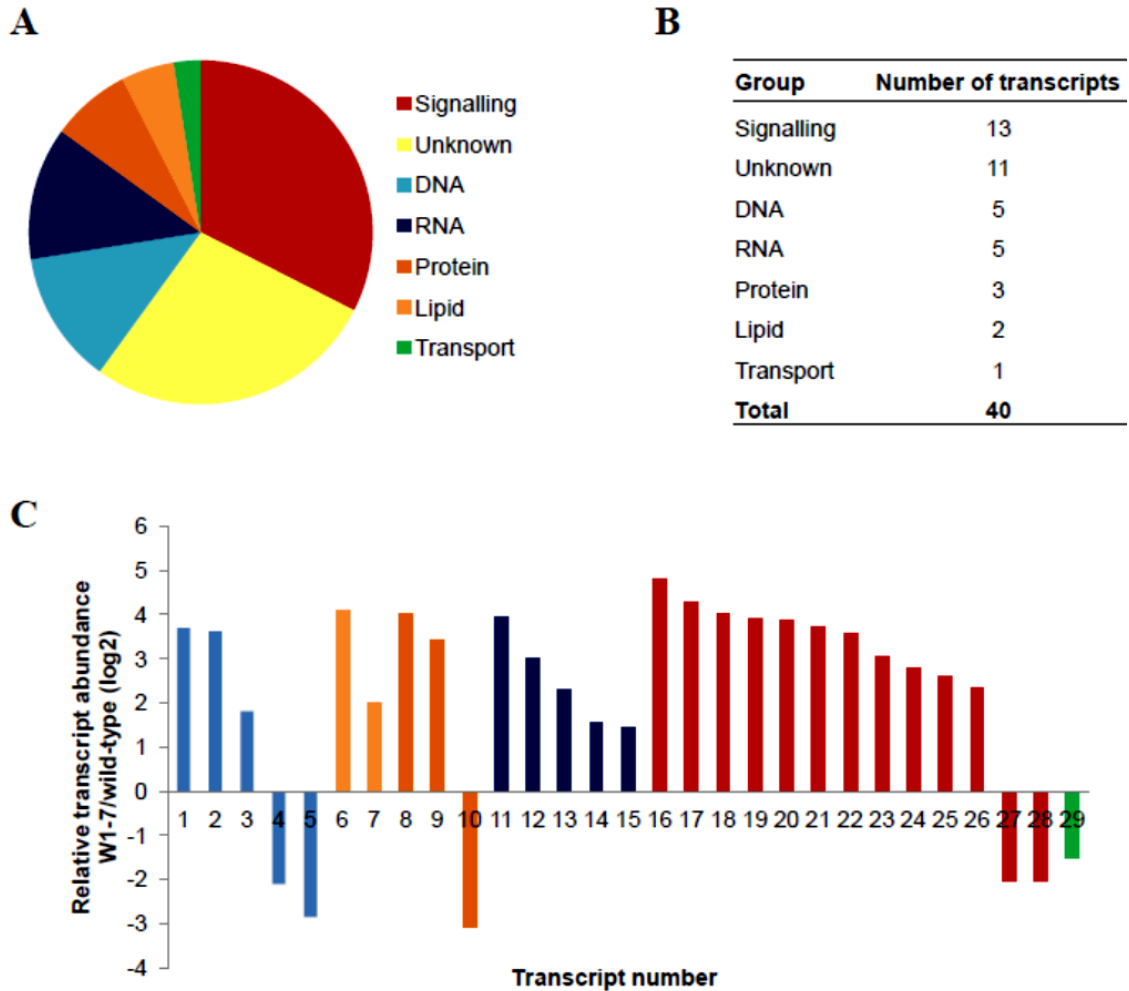 A
Signalling
Unknown
DNA
RNA
Protein
Lipid
Transport
B
Group Number of transcripts
Signalling 13
Unknown 11
DNA 5
RNA 5
Protein 3
Lipid 2
Transport 1
Total 40
C
Relative transcript abundance
W1-7/wild-type (log2)
6
5
4
3
2
1
0
-1
-2
-3
-4
1 2 3 4 5 6 7 8 9 10 11 12 13 14 15 16 17 18 19 20 21 22 23 24 25 26 27 28 29
Transcript number